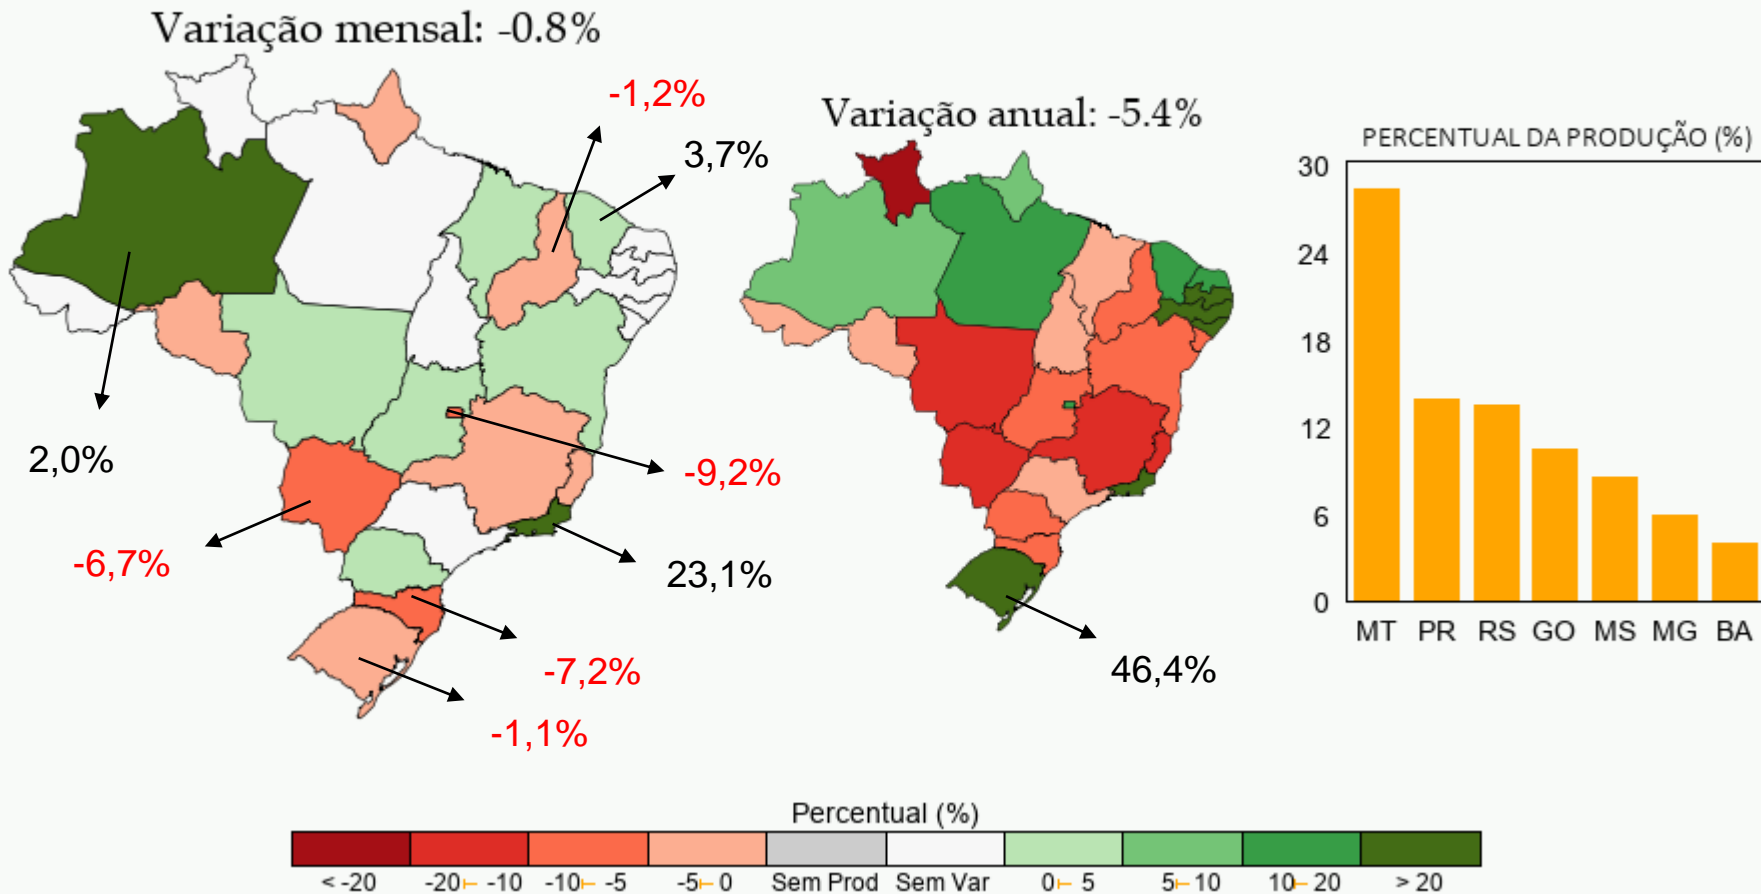 Variação mensal: -0.8%
-1,2%
3,7%
2,0%
-9,2%
-6,7%
23,1%
-7,2%
-1,1%
Variação anual: -5.4%
46,4%
PERCENTUAL DA PRODUÇÃO (%)
30
24
18
12
6
0
MT PR RS GO MS MG BA
Percentual (%)
< -20 -20⊢ -10 -10⊢ -5 -5⊢ 0 Sem Prod Sem Var 0⊢ 5 5⊢ 10 10⊢ 20 > 20